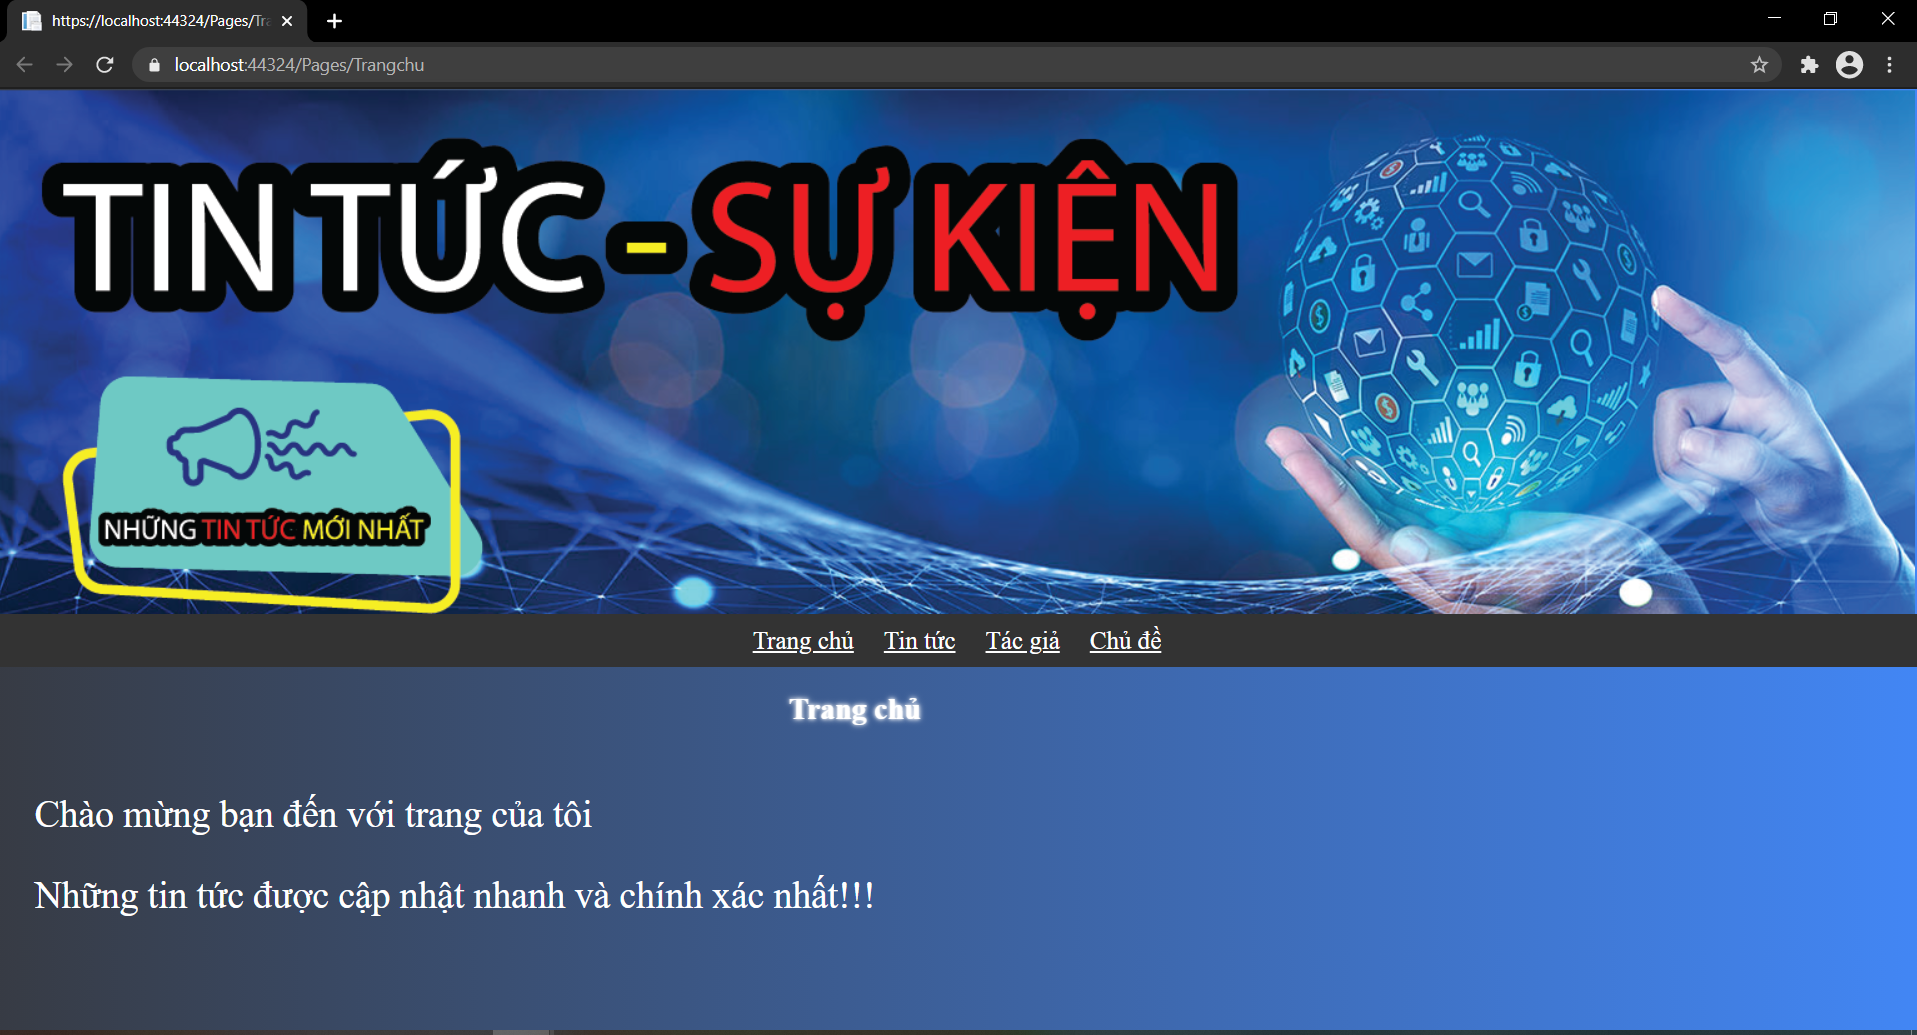 https://localhost:44324/Pages/Tra
localhost:44324/Pages/Trangchu
TIN TỨC - SỰ KIỆN
NHỮNG TIN TỨC MỚI NHẤT
Trang chủ Tin tức Tác giả Chủ đề
Trang chủ
Chào mừng bạn đến với trang của tôi
Những tin tức được cập nhật nhanh và chính xác nhất!!!